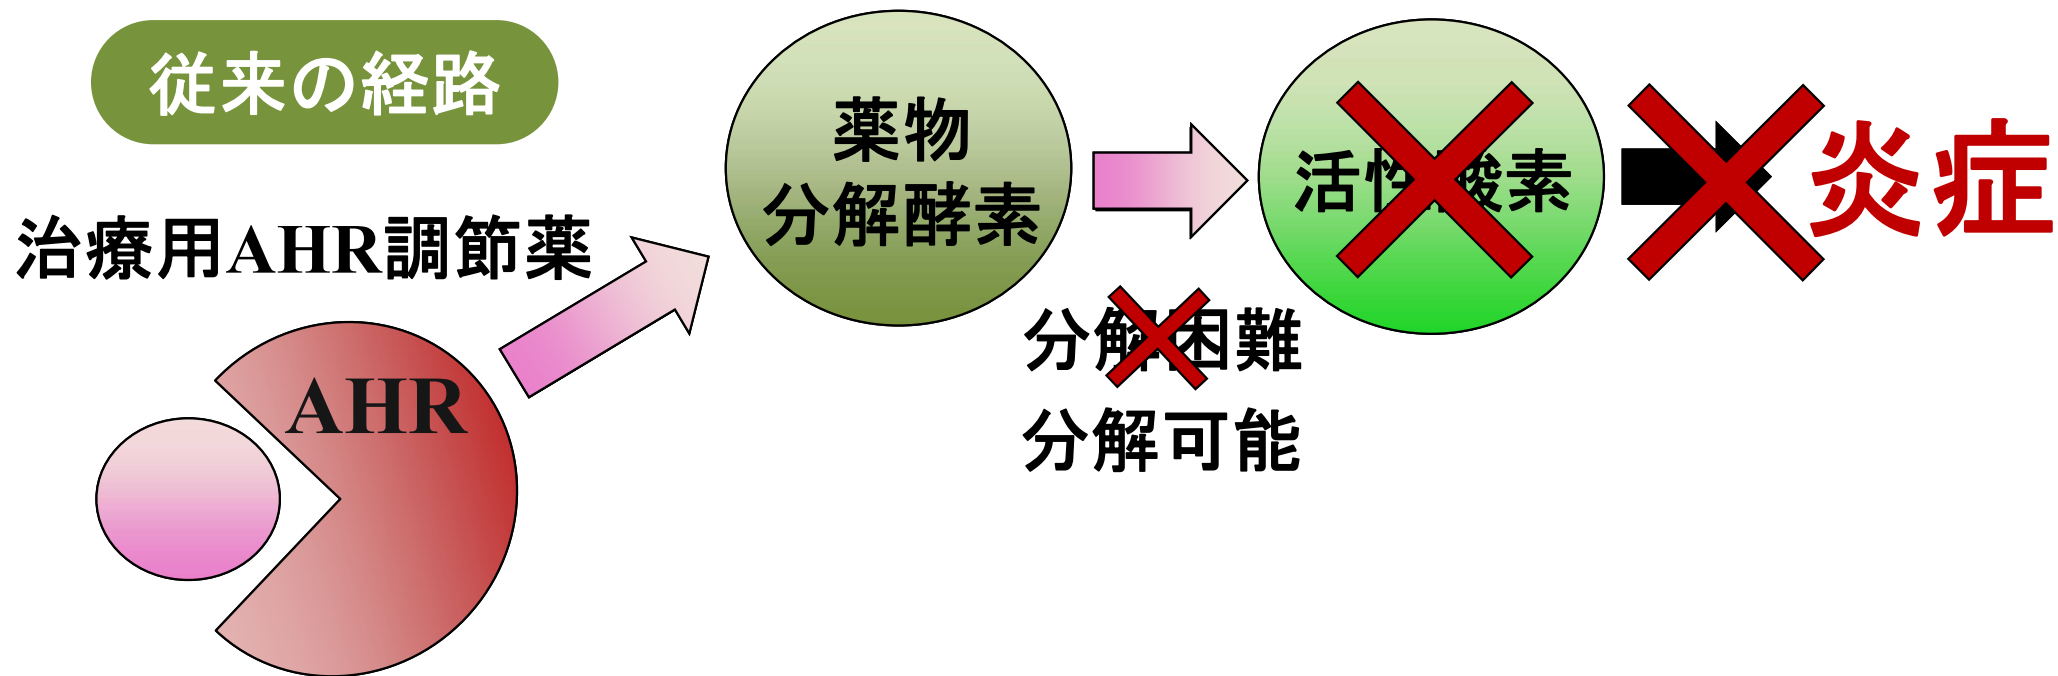 従来の経路
治療用AHR調節薬
AHR
薬物
分解酵素
活性酸素
炎症
分解困難
分解可能